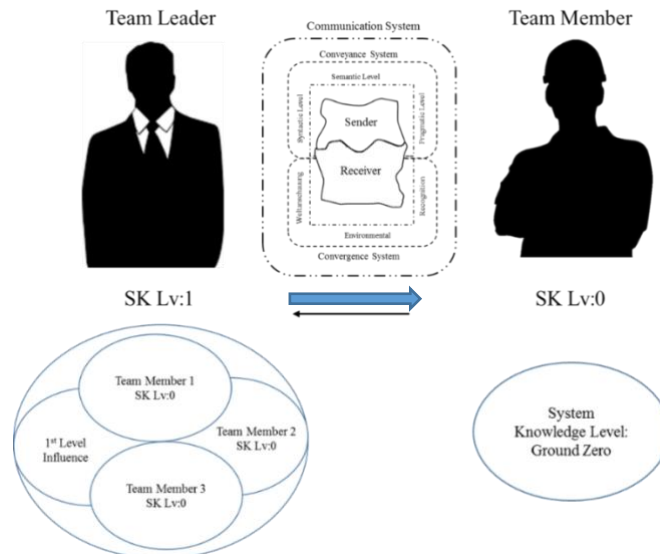 Team Leader
Communication System
Team Member
Conveyance System
Semantic Level
Pyntactic Level
Sender
Pragmatic Level
Receiver
Weltanschauung
Recognition
Environmental
Convergence System
SK Lv:1
SK Lv:0
Team Member 1
SK Lv:0
1st Level
Influence
Team Member 2
SK Lv:0
Team Member 3
SK Lv:0
System
Knowledge Level:
Ground Zero